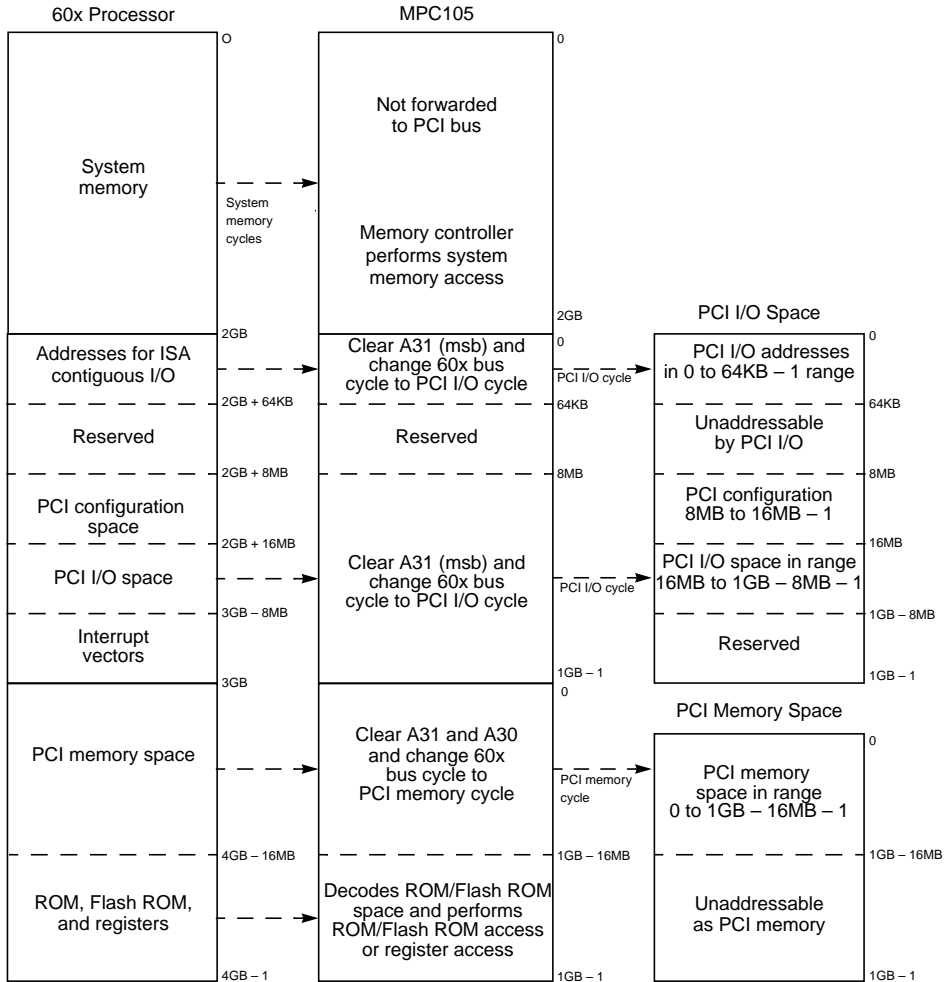 60x Processor
MPC105
O
0
System
memory
System
memory
cycles
Not forwarded
to PCI bus
Memory controller
performs system
memory access
2GB
2GB
PCI I/O Space
Addresses for ISA
contiguous I/O
0
Clear A31 (msb) and
change 60x bus
cycle to PCI I/O cycle
PCI I/O cycle
0
PCI I/O addresses
in 0 to 64KB – 1 range
2GB + 64KB
64KB
64KB
Reserved
Reserved
Unaddressable
by PCI I/O
2GB + 8MB
8MB
8MB
PCI configuration
space
PCI configuration
8MB to 16MB – 1
2GB + 16MB
16MB
PCI I/O space
Clear A31 (msb) and
change 60x bus
cycle to PCI I/O cycle
PCI I/O cycle
PCI I/O space in range
16MB to 1GB – 8MB – 1
3GB – 8MB
1GB – 8MB
Interrupt
vectors
Reserved
3GB
1GB – 1
1GB – 1
0
PCI Memory Space
PCI memory space
Clear A31 and A30
and change 60x
bus cycle to
PCI memory cycle
PCI memory
cycle
0
PCI memory
space in range
0 to 1GB – 16MB – 1
4GB – 16MB
1GB – 16MB
1GB – 16MB
ROM, Flash ROM,
and registers
Decodes ROM/Flash ROM
space and performs
ROM/Flash ROM access
or register access
Unaddressable
as PCI memory
4GB – 1
1GB – 1
1GB – 1